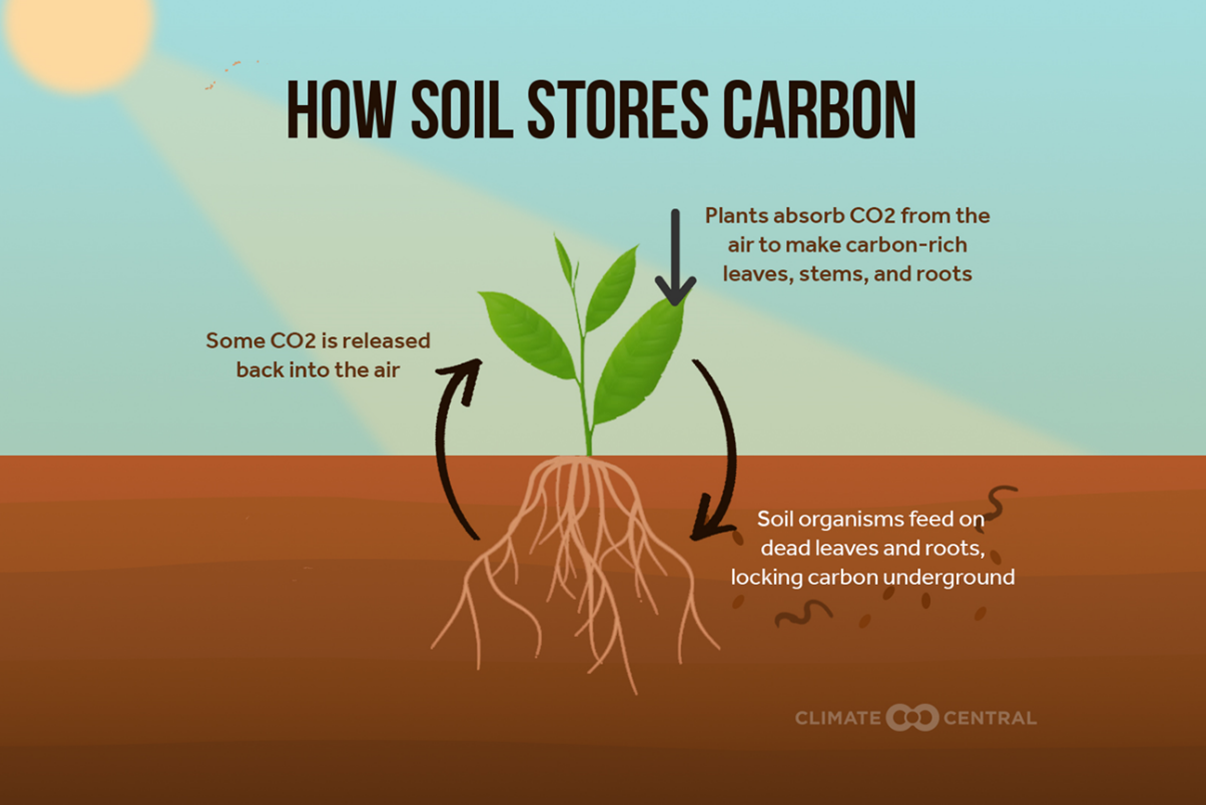 HOW SOIL STORES CARBON
Plants absorb CO2 from the
air to make carbon-rich
leaves, stems, and roots
Some CO2 is released
back into the air
Soil organisms feed on
dead leaves and roots,
locking carbon underground
CLIMATE CENTRAL